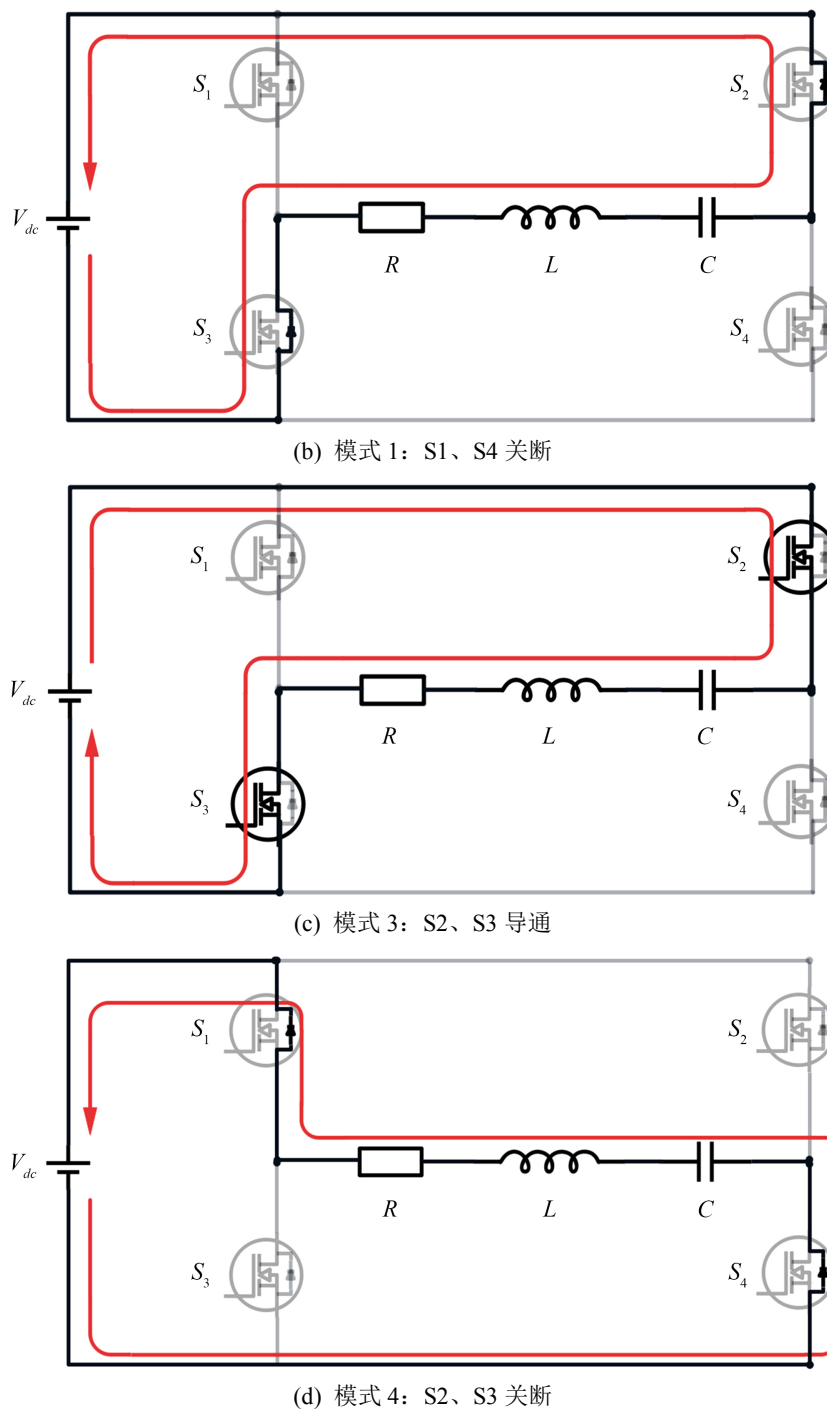 S1
S2
Vdc
R
L
C
S3
S4
(b) 模式 1：S1、S4 关断
S1
S2
Vdc
R
L
C
S3
S4
(c) 模式 3：S2、S3 导通
S1
S2
Vdc
R
L
C
S3
S4
(d) 模式 4：S2、S3 关断